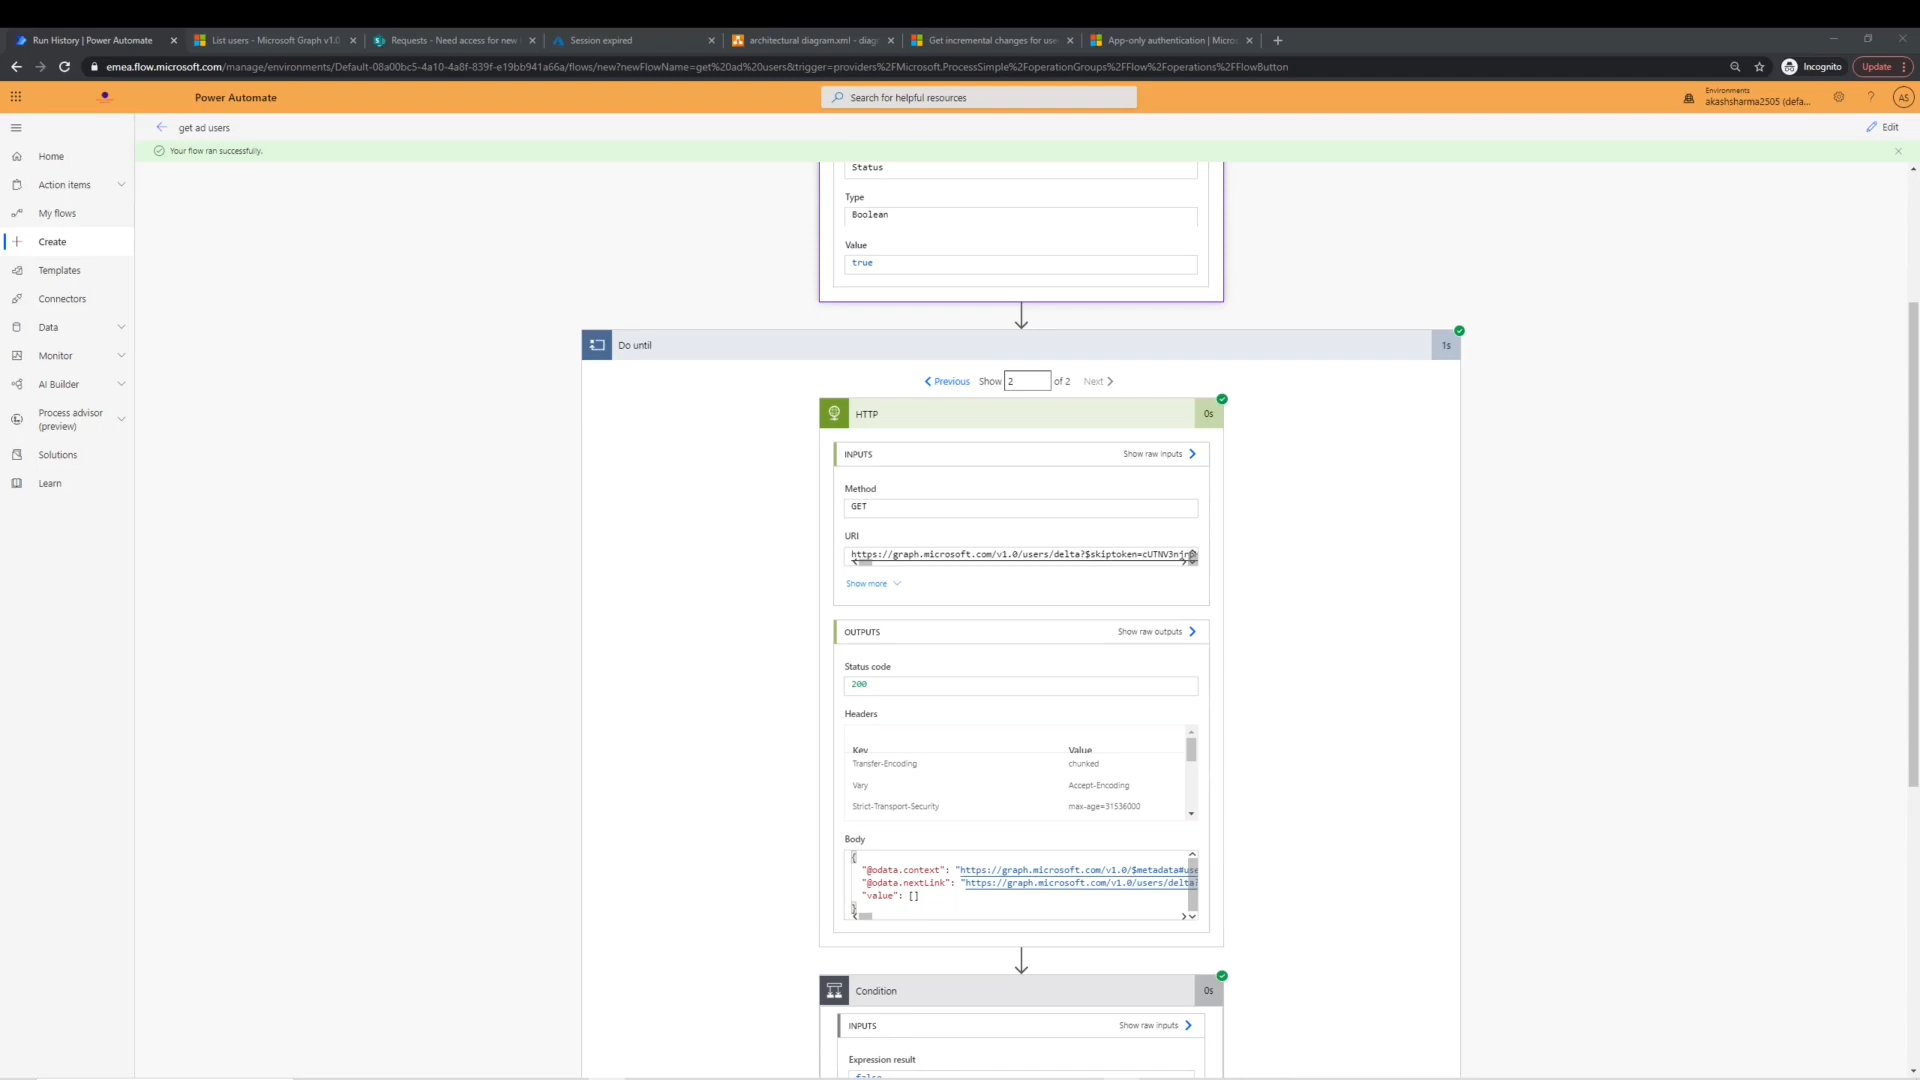 Run History | Power Automate
List users - Microsoft Graph v1.0
Requests - Need access for new
Session expired
architectural diagram.xml - diag
Get incremental changes for use
App-only authentication | Micros
emea.flow.microsoft.com/manage/environments/Default-08a00bc5-4a10-4a8f-839f-e19bb941a66a/flows/new?newFlowName=get%20ad%20users&trigger=providers%2FMicrosoft.ProcessSimple%2FoperationGroups%2FFlow%2Foperations%2FFlowButton
Incognito
Update
Power Automate
Search for helpful resources
Environments
akashsharma2505 (defa...
?
AS
get ad users
Edit
Your flow ran successfully.
Home
Action items
My flows
Create
Templates
Connectors
Data
Monitor
AI Builder
Process advisor
(preview)
Solutions
Learn
Status
Type
Boolean
Value
true
Do until
1s
Previous Show 2 of 2 Next
HTTP
0s
INPUTS
Show raw inputs
Method
GET
URI
https://graph.microsoft.com/v1.0/users/delta?$skiptoken=cUTNV3njr
Show more
OUTPUTS
Show raw outputs
Status code
200
Headers
Key Value
Transfer-Encoding chunked
Vary Accept-Encoding
Strict-Transport-Security max-age=31536000
Body
{
"@odata.context": "https://graph.microsoft.com/v1.0/$metadata#use
"@odata.nextLink": "https://graph.microsoft.com/v1.0/users/delta?
"value": []
}
Condition
0s
INPUTS
Show raw inputs
Expression result
false